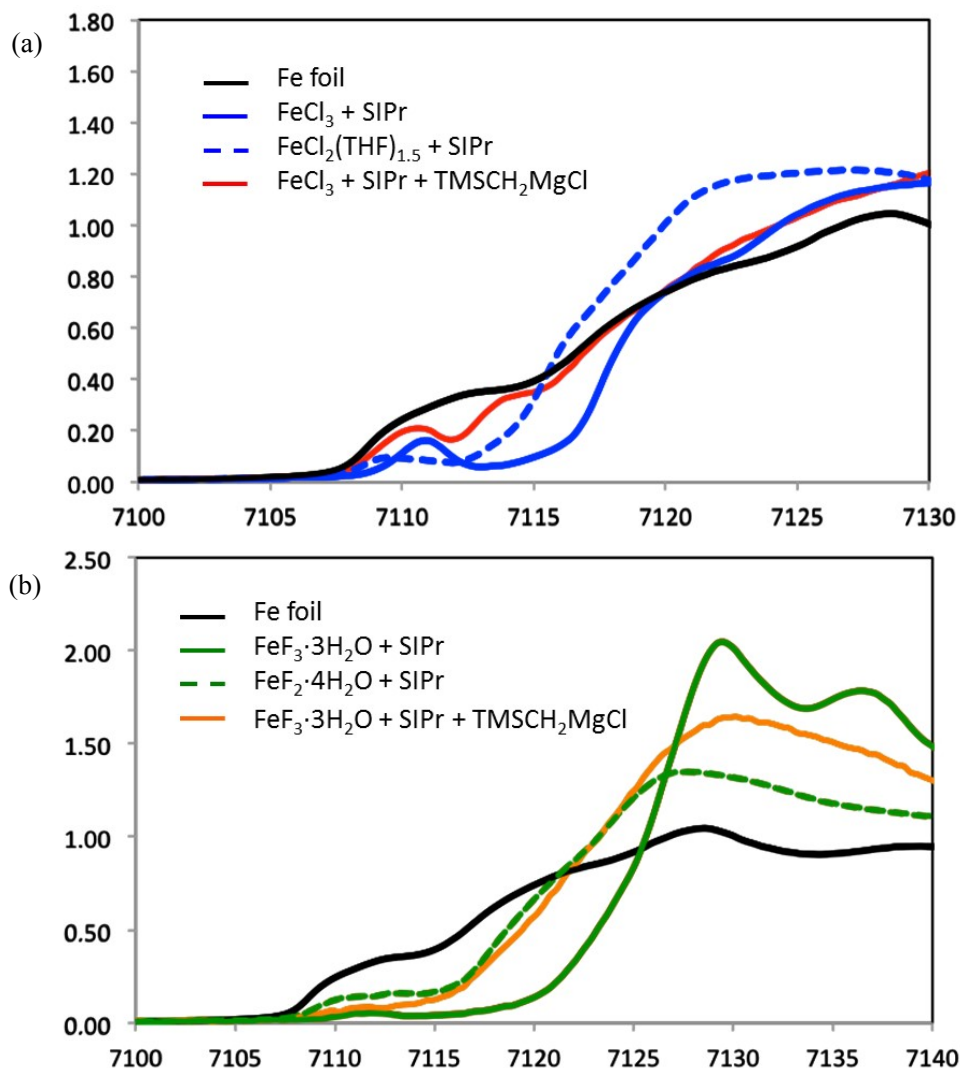 (a)
1.80
1.60
1.40
1.20
1.00
0.80
0.60
0.40
0.20
0.00
Fe foil
FeCl₃ + SIPr
FeCl₂(THF)₁.₅ + SIPr
FeCl₃ + SIPr + TMSCH₂MgCl
7100 7105 7110 7115 7120 7125 7130
(b)
2.50
2.00
1.50
1.00
0.50
0.00
Fe foil
FeF₃·3H₂O + SIPr
FeF₂·4H₂O + SIPr
FeF₃·3H₂O + SIPr + TMSCH₂MgCl
7100 7105 7110 7115 7120 7125 7130 7135 7140